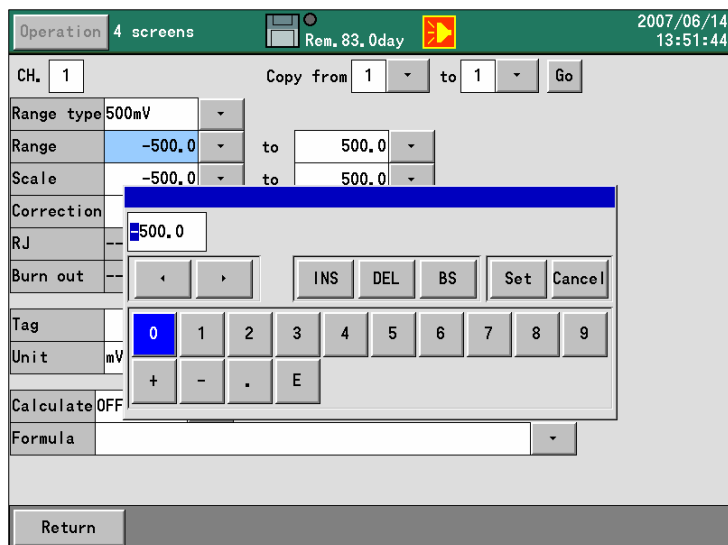 Operation 4 screens Rem.83.0day 2007/06/14
13:51:44
CH. 1 Copy from 1 to 1 Go
Range type 500mV
Range -500.0 to 500.0
Scale -500.0 to 500.0
Correction
-500.0
RJ --
INS DEL BS Set Cancel
Burn out --
Tag
0 1 2 3 4 5 6 7 8 9
Unit mV
+ - . E
Calculate OFF
Formula
Return